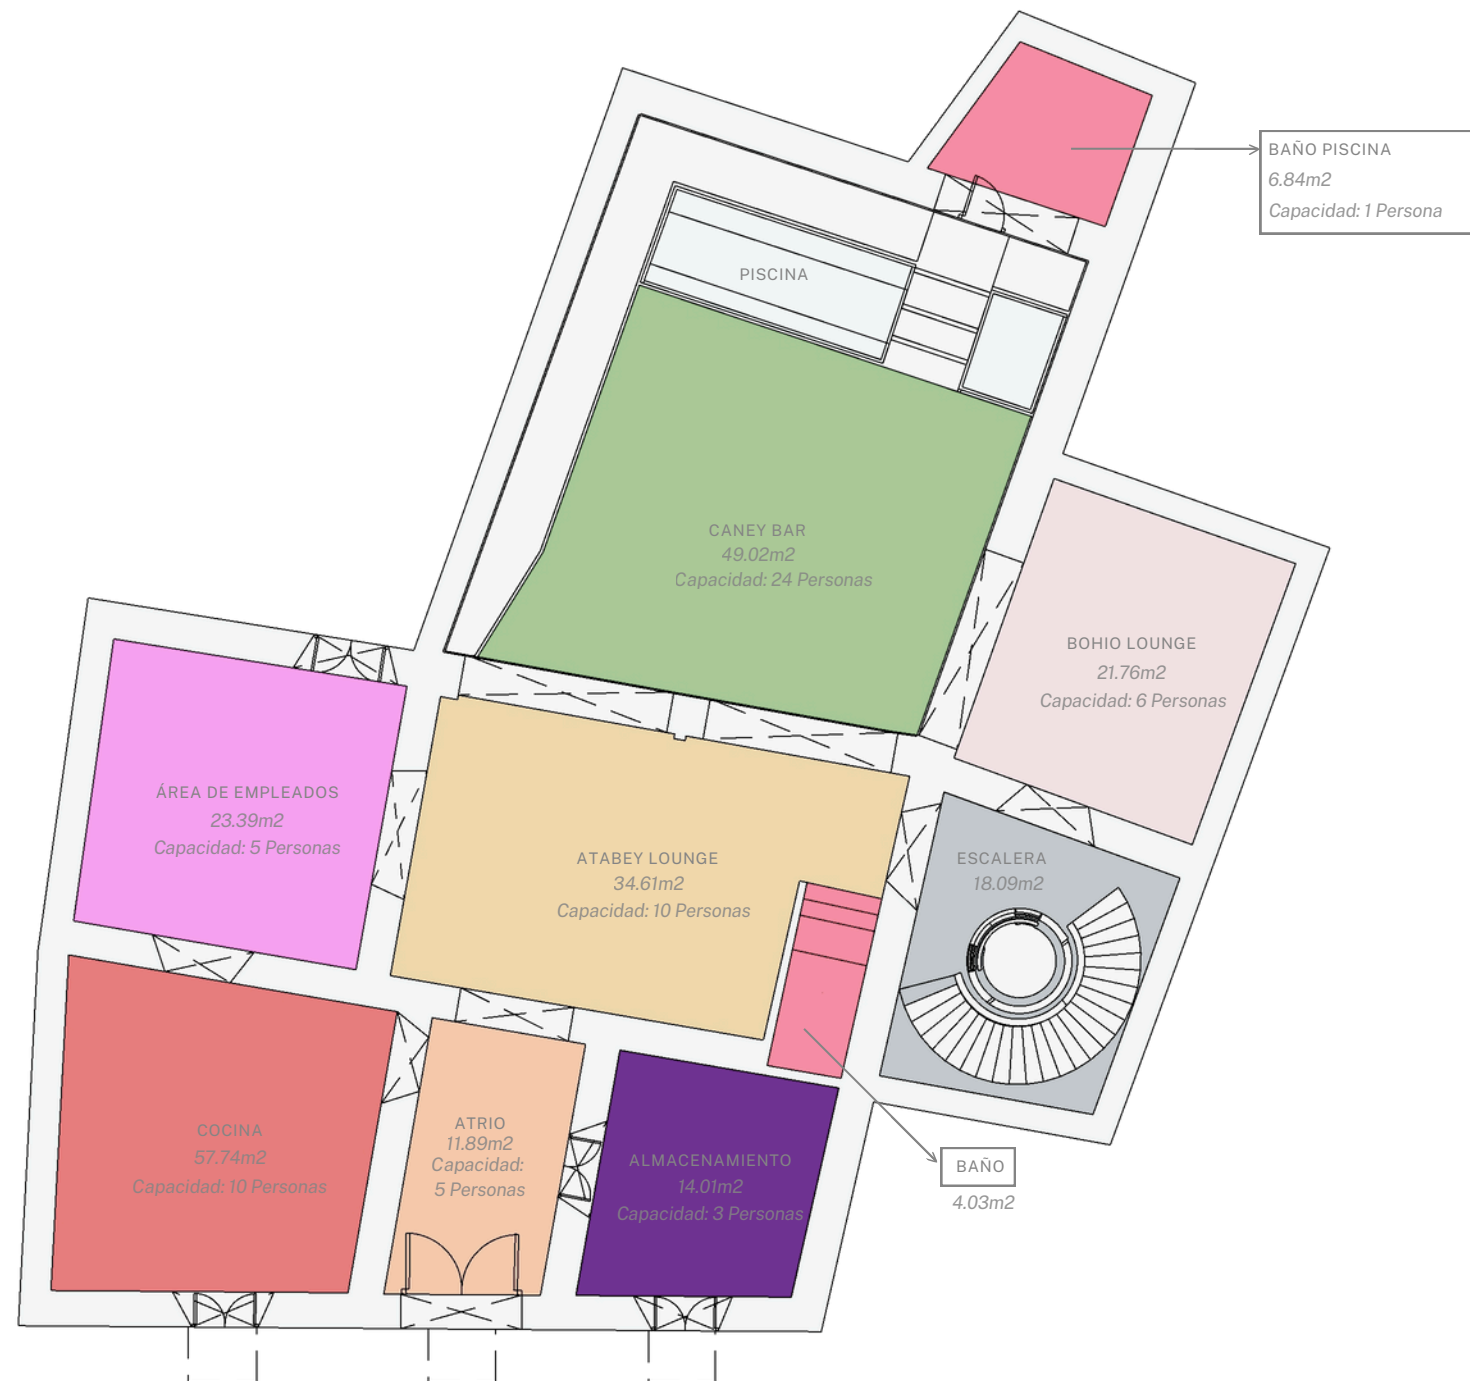 BAÑO PISCINA
6.84m2
Capacidad: 1 Persona
PISCINA
CANEY BAR
49.02m2
Capacidad: 24 Personas
BOHIO LOUNGE
21.76m2
Capacidad: 6 Personas
ÁREA DE EMPLEADOS
23.39m2
Capacidad: 5 Personas
ATABEY LOUNGE
34.61m2
Capacidad: 10 Personas
ESCALERA
18.09m2
COCINA
57.74m2
Capacidad: 10 Personas
ATRIO
11.89m2
Capacidad:
5 Personas
ALMACENAMIENTO
14.01m2
Capacidad: 3 Personas
BAÑO
4.03m2